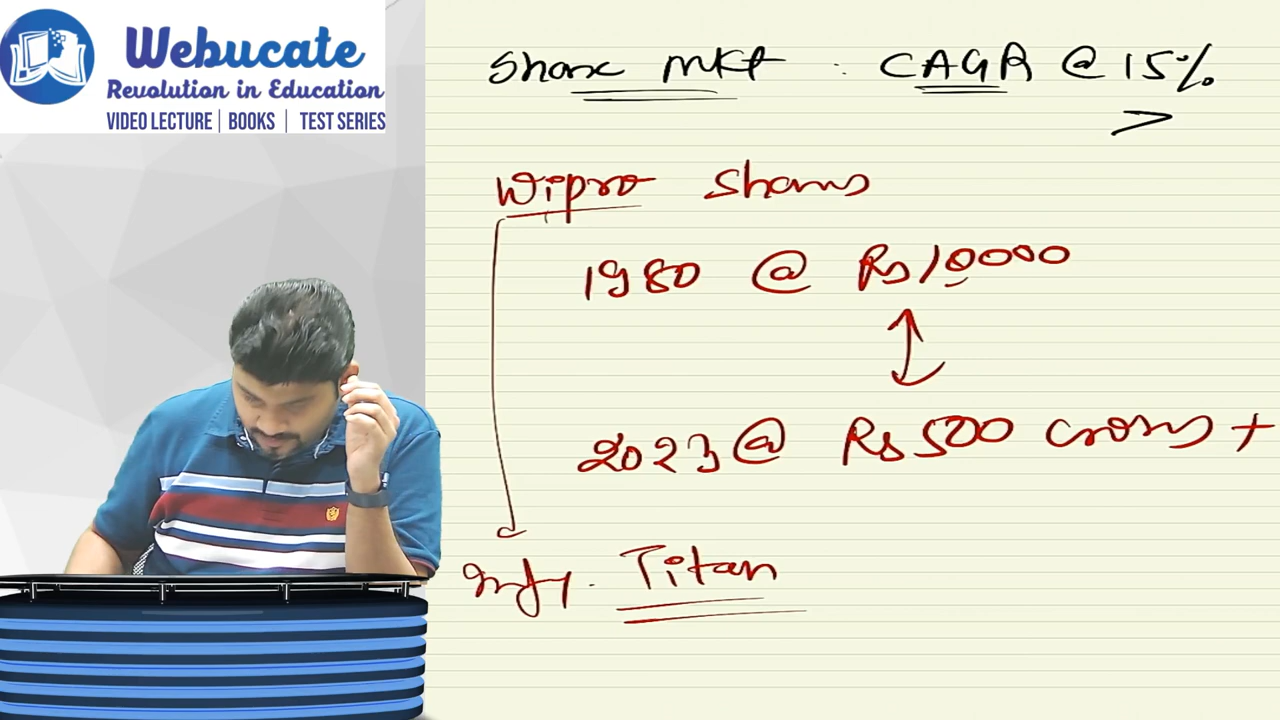 Webucate
Revolution in Education
VIDEO LECTURE | BOOKS | TEST SERIES
Share MKt : CAGR @ 15%
>
Wipro Shares
1980 @ Rs 10000
2023 @ Rs 500 crores +
Infy. Titan